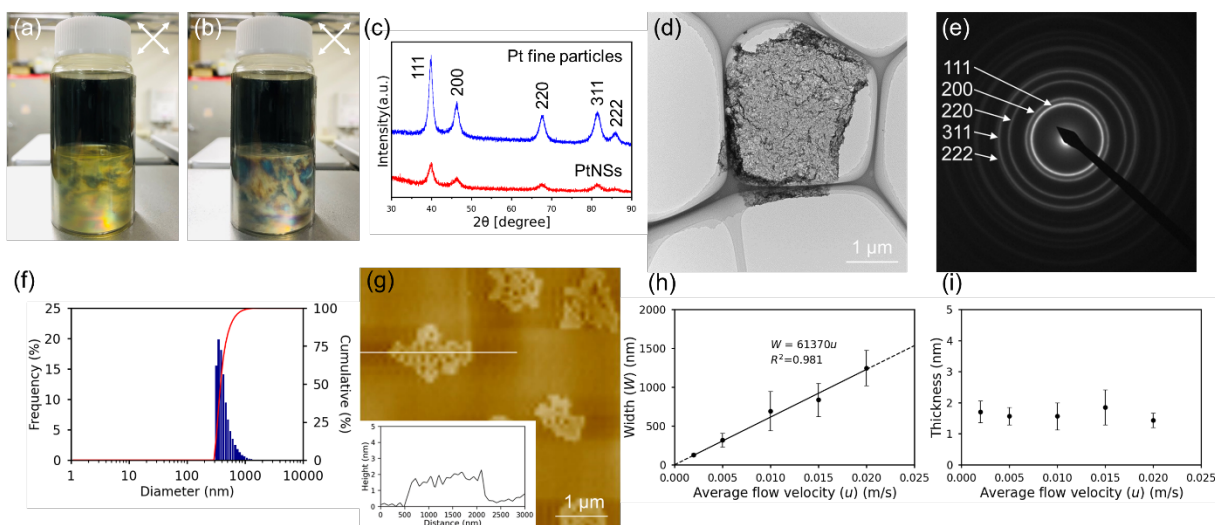 (a)
(b)
(c)
Pt fine particles
111
200
220
311
222
PtNSs
Intensity(a.u.)
30 40 50 60 70 80 90
2θ [degree]
(d)
1 μm
(e)
111
200
220
311
222
(f)
25
20
15
10
5
0
Frequency (%)
100
75
50
25
0
Cumulative (%)
1 10 100 1000 10000
Diameter (nm)
(g)
5
4
3
2
1
0
Height (nm)
0 500 1000 1500 2000 2500 3000
Distance (nm)
1 μm
(h)
2000
1500
1000
500
0
Width (W) (nm)
W = 61370u
R²=0.981
0.000 0.005 0.010 0.015 0.020 0.025
Average flow velocity (u) (m/s)
(i)
5
4
3
2
1
0
Thickness (nm)
0.000 0.005 0.010 0.015 0.020 0.025
Average flow velocity (u) (m/s)